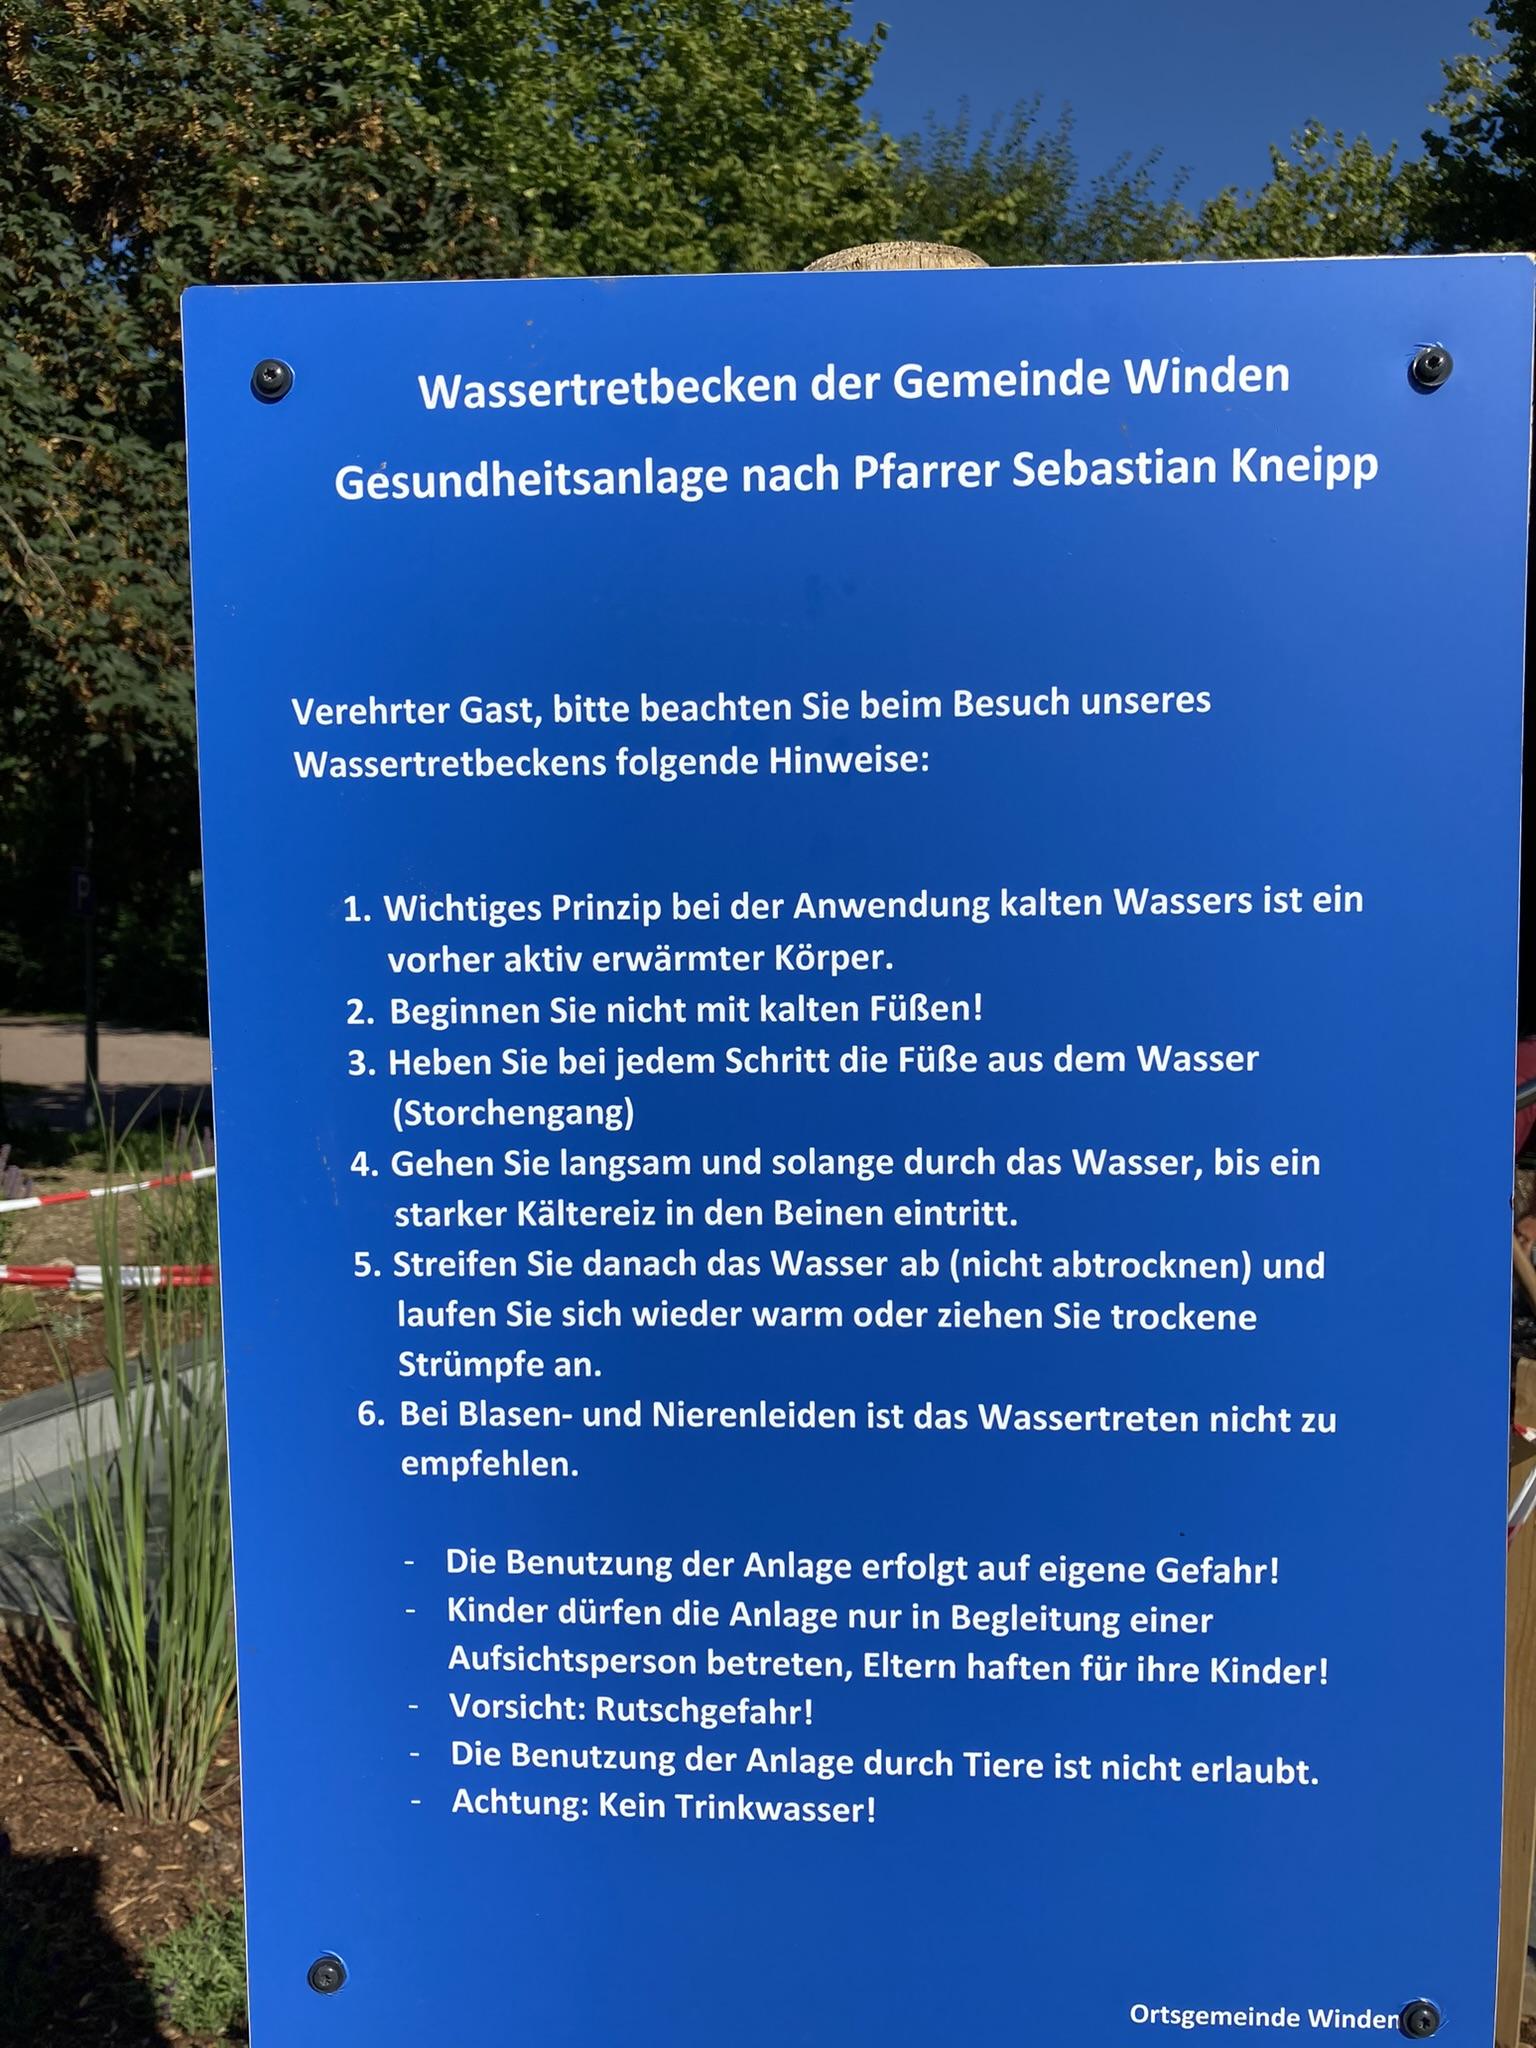 Wassertretbecken der Gemeinde Winden
Gesundheitsanlage nach Pfarrer Sebastian Kneipp
Verehrter Gast, bitte beachten Sie beim Besuch unseres
Wassertretbeckens folgende Hinweise:
1. Wichtiges Prinzip bei der Anwendung kalten Wassers ist ein
vorher aktiv erwärmter Körper.
2. Beginnen Sie nicht mit kalten Füßen!
3. Heben Sie bei jedem Schritt die Füße aus dem Wasser
(Storchengang)
4. Gehen Sie langsam und solange durch das Wasser, bis ein
starker Kältereiz in den Beinen eintritt.
5. Streifen Sie danach das Wasser ab (nicht abtrocknen) und
laufen Sie sich wieder warm oder ziehen Sie trockene
Strümpfe an.
6. Bei Blasen- und Nierenleiden ist das Wassertreten nicht zu
empfehlen.
- Die Benutzung der Anlage erfolgt auf eigene Gefahr!
- Kinder dürfen die Anlage nur in Begleitung einer
Aufsichtsperson betreten, Eltern haften für ihre Kinder!
- Vorsicht: Rutschgefahr!
- Die Benutzung der Anlage durch Tiere ist nicht erlaubt.
- Achtung: Kein Trinkwasser!
Ortsgemeinde Winden
P